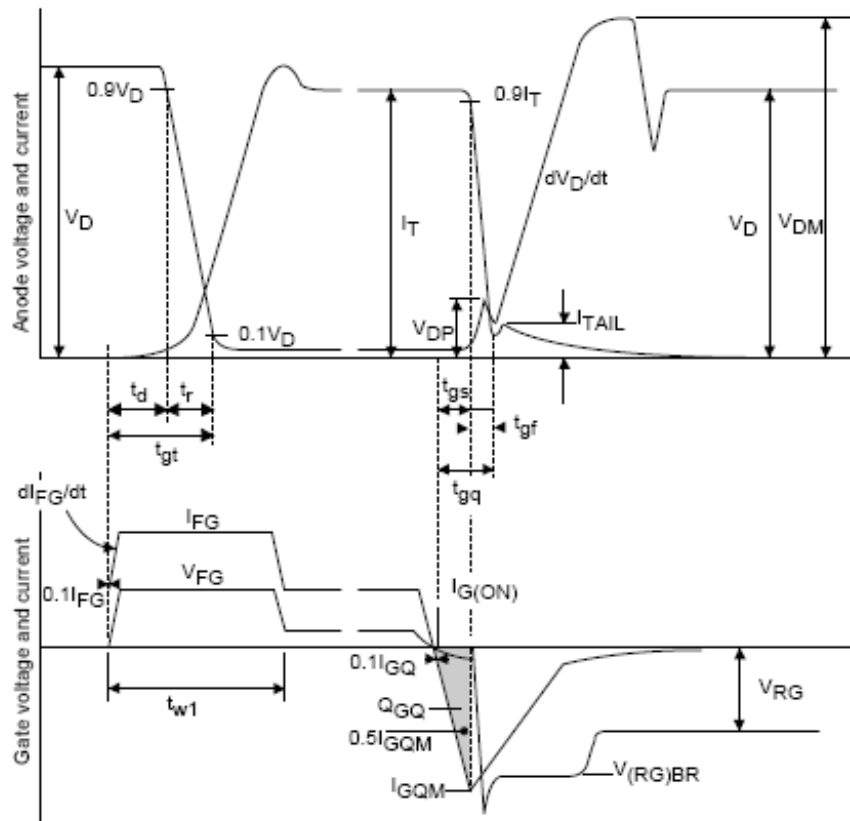 Anode voltage and current
0.9V_D
0.9I_T
dV_D/dt
V_D
I_T
V_D
V_DM
V_DP
I_TAIL
0.1V_D
t_d
t_r
t_gs
t_gf
t_gt
t_gq
Gate voltage and current
dI_FG/dt
I_FG
V_FG
0.1I_FG
I_G(ON)
0.1I_GQ
t_w1
Q_GQ
V_RG
0.5I_GQM
I_GQM
V_(RG)BR